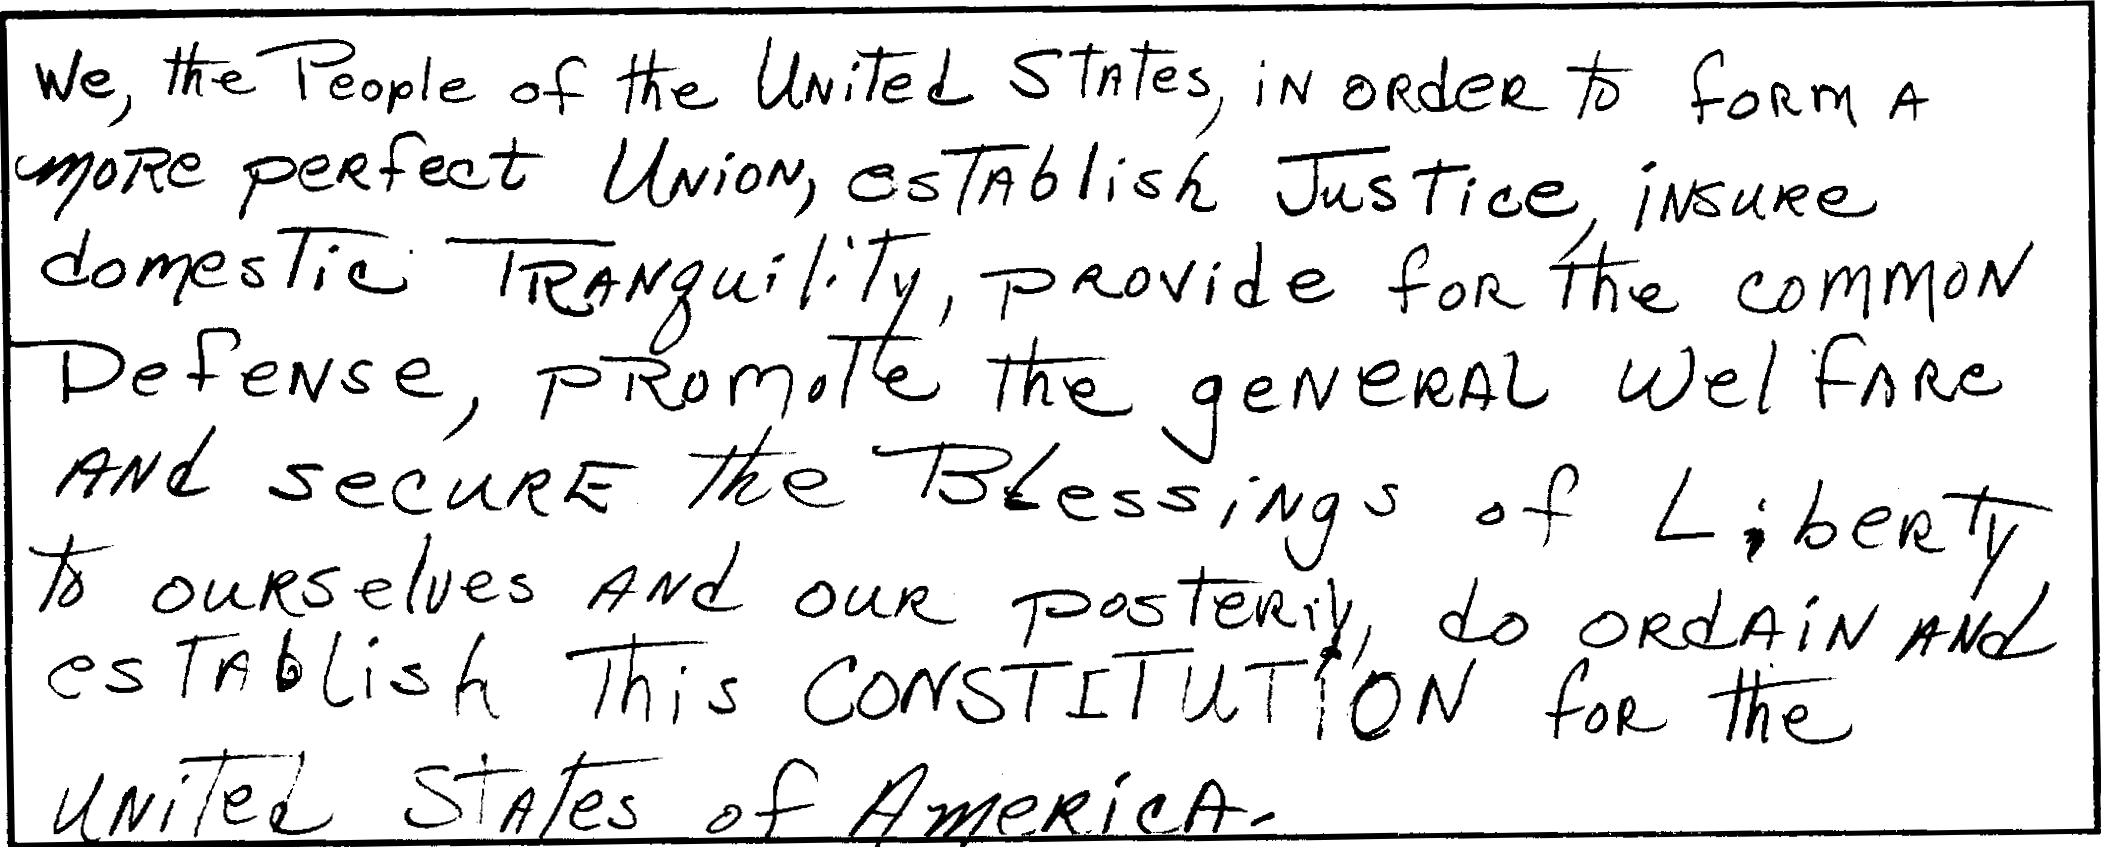 We, the People of the United States, in order to form a
more perfect Union, establish Justice, insure
domestic Tranquility, provide for the common
Defense, promote the general Welfare
and secure the Blessings of Liberty
to ourselves and our posterity, do ordain and
establish This CONSTITUTION for the
United States of America.